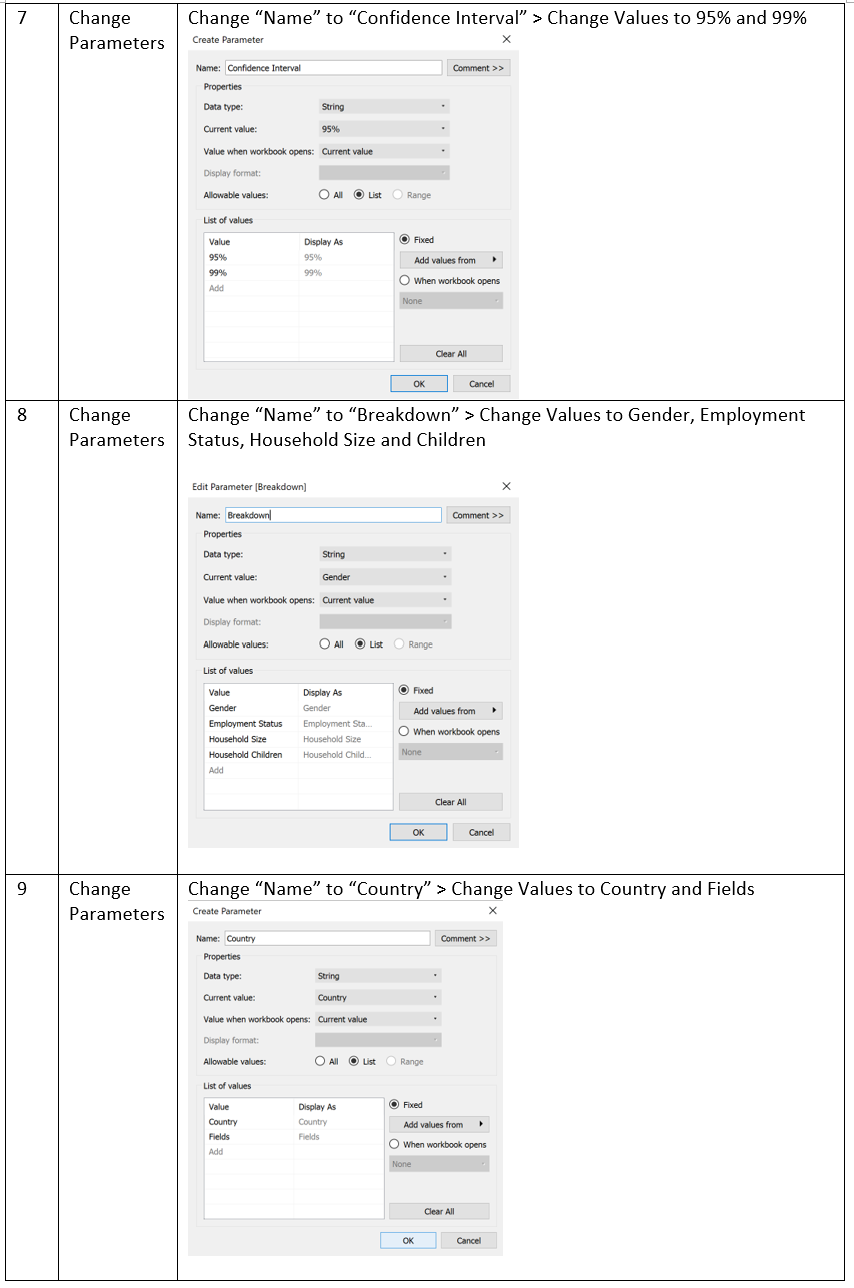 7
Change
Parameters
Change “Name” to “Confidence Interval” > Change Values to 95% and 99%
Create Parameter
Name: Confidence Interval Comment >>
Properties
Data type: String
Current value: 95%
Value when workbook opens: Current value
Display format:
Allowable values: All List Range
List of values
Value Display As
95% 95%
99% 99%
Add
Fixed
Add values from
When workbook opens
None
Clear All
OK Cancel
8
Change
Parameters
Change “Name” to “Breakdown” > Change Values to Gender, Employment
Status, Household Size and Children
Edit Parameter [Breakdown]
Name: Breakdown Comment >>
Properties
Data type: String
Current value: Gender
Value when workbook opens: Current value
Display format:
Allowable values: All List Range
List of values
Value Display As
Gender Gender
Employment Status Employment Sta...
Household Size Household Size
Household Children Household Child...
Add
Fixed
Add values from
When workbook opens
None
Clear All
OK Cancel
9
Change
Parameters
Change “Name” to “Country” > Change Values to Country and Fields
Create Parameter
Name: Country Comment >>
Properties
Data type: String
Current value: Country
Value when workbook opens: Current value
Display format:
Allowable values: All List Range
List of values
Value Display As
Country Country
Fields Fields
Add
Fixed
Add values from
When workbook opens
None
Clear All
OK Cancel